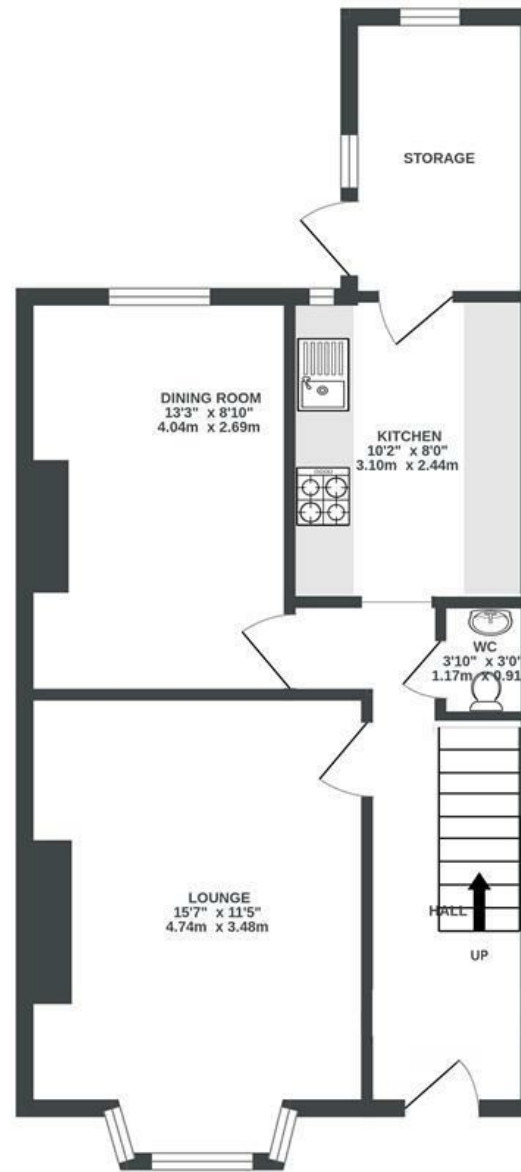 STORAGE
DINING ROOM
13'3" x 8'10"
4.04m x 2.69m
KITCHEN
10'2" x 8'0"
3.10m x 2.44m
WC
3'10" x 3'0"
1.17m x 0.91
LOUNGE
15'7" x 11'5"
4.74m x 3.48m
HALL
UP